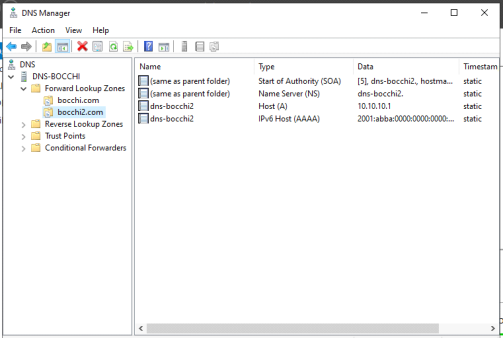 DNS Manager
File Action View Help
DNS
DNS-BOCCHI
Forward Lookup Zones
bocchi.com
bocchi2.com
Reverse Lookup Zones
Trust Points
Conditional Forwarders
Name Type Data Timestam
(same as parent folder) Start of Authority (SOA) [5], dns-bocchi2., hostma... static
(same as parent folder) Name Server (NS) dns-bocchi2. static
dns-bocchi2 Host (A) 10.10.10.1 static
dns-bocchi2 IPv6 Host (AAAA) 2001:abba:0000:0000:0000:... static